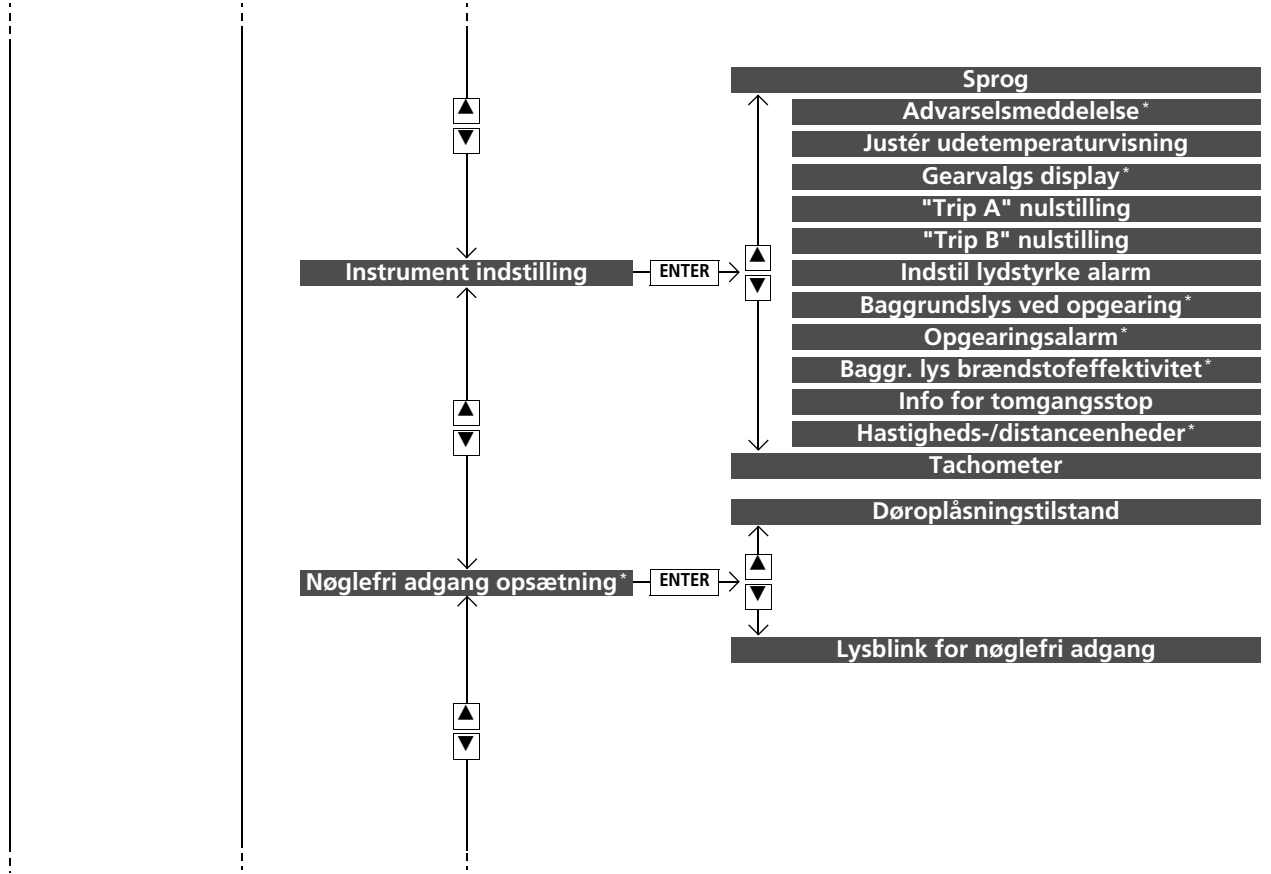 Sprog
Advarselsmeddelelse*
Justér udetemperaturvisning
Gearvalgs display*
"Trip A" nulstilling
"Trip B" nulstilling
Instrument indstilling
ENTER
Indstil lydstyrke alarm
Baggrundslys ved opgearing*
Opgearingsalarm*
Baggr. lys brændstofeffektivitet*
Info for tomgangsstop
Hastigheds-/distanceenheder*
Tachometer
Døroplåsningstilstand
Nøglefri adgang opsætning*
ENTER
Lysblink for nøglefri adgang